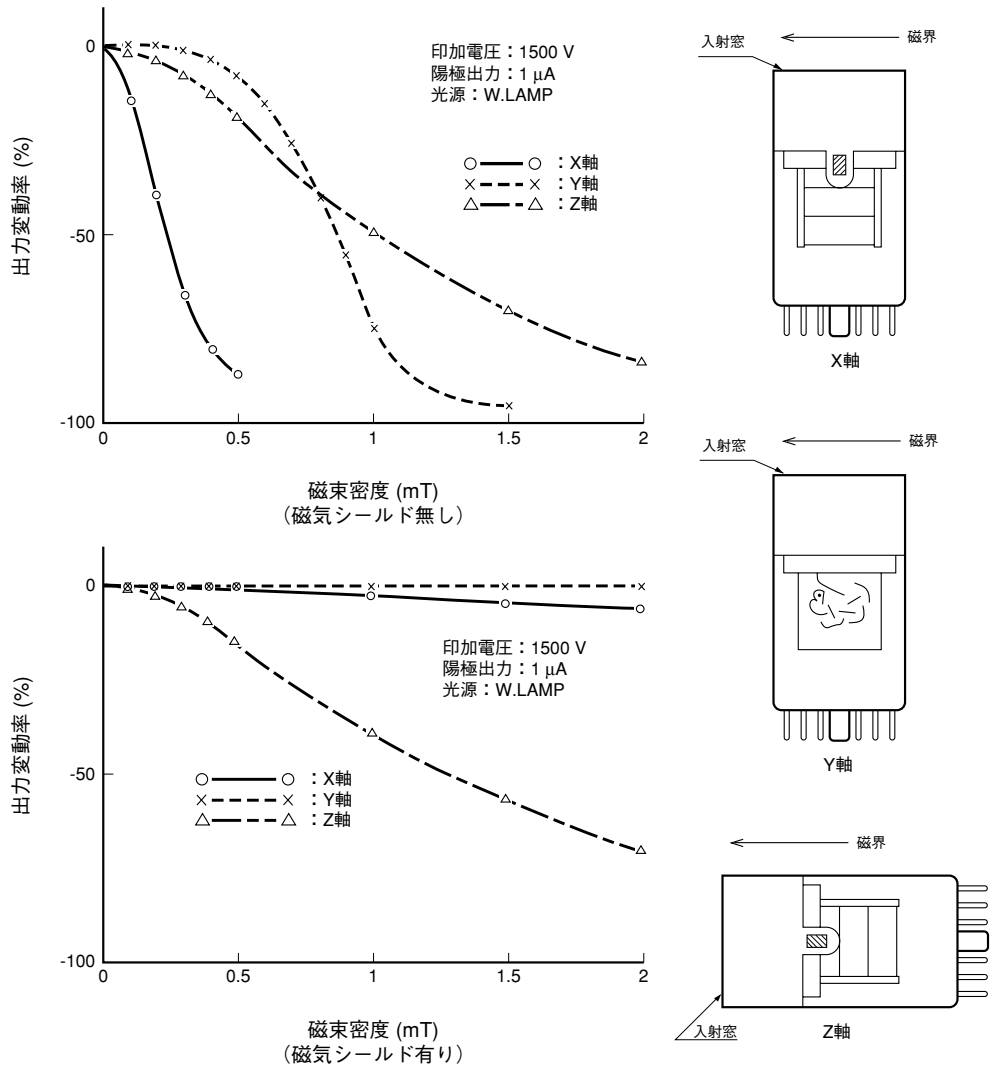 出力変動率 (%)
0
-50
-100
0
0.5
1
1.5
2
印加電圧：1500 V
陽極出力：1 μA
光源：W.LAMP
：X軸
：Y軸
：Z軸
磁束密度 (mT)
（磁気シールド無し）
出力変動率 (%)
0
-50
-100
0
0.5
1
1.5
2
印加電圧：1500 V
陽極出力：1 μA
光源：W.LAMP
：X軸
：Y軸
：Z軸
磁束密度 (mT)
（磁気シールド有り）
入射窓
磁界
X軸
入射窓
磁界
Y軸
磁界
入射窓
Z軸